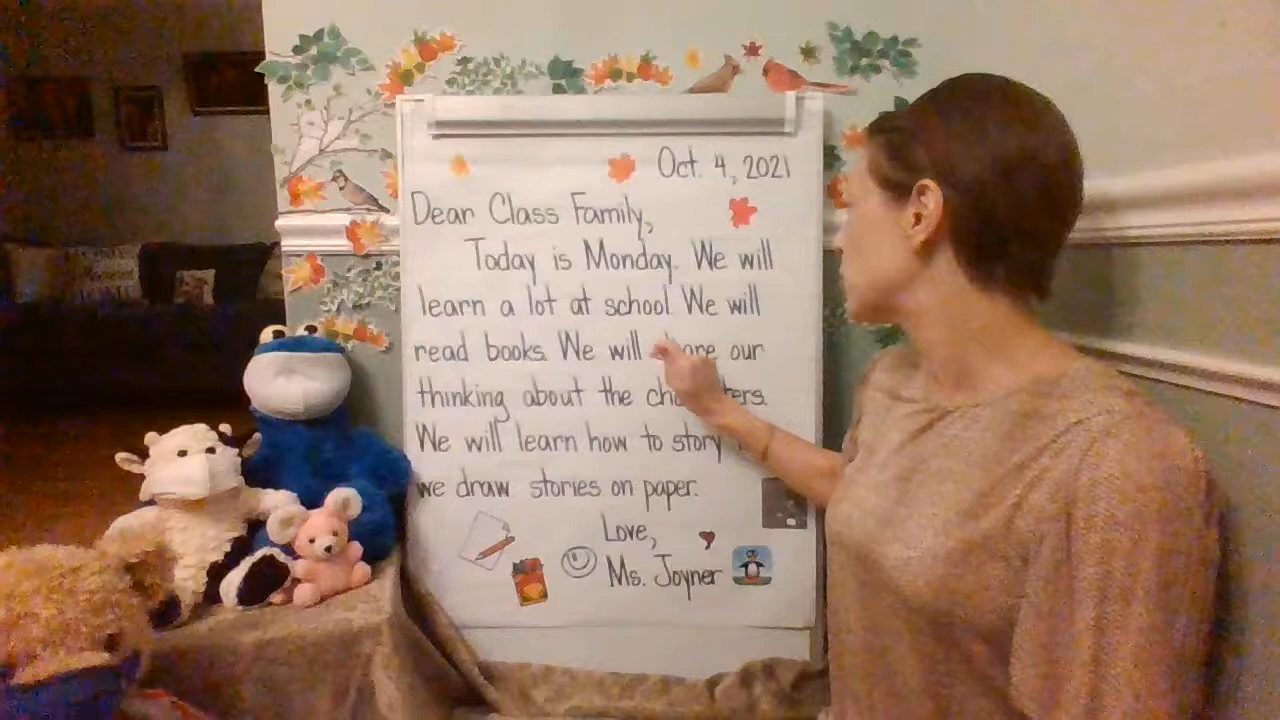 Oct. 4, 2021
Dear Class Family,
Today is Monday. We will
learn a lot at school. We will
read books. We will our
thinking about the
We will learn how to story
we draw stories on paper.
Love,
Ms. Joyner